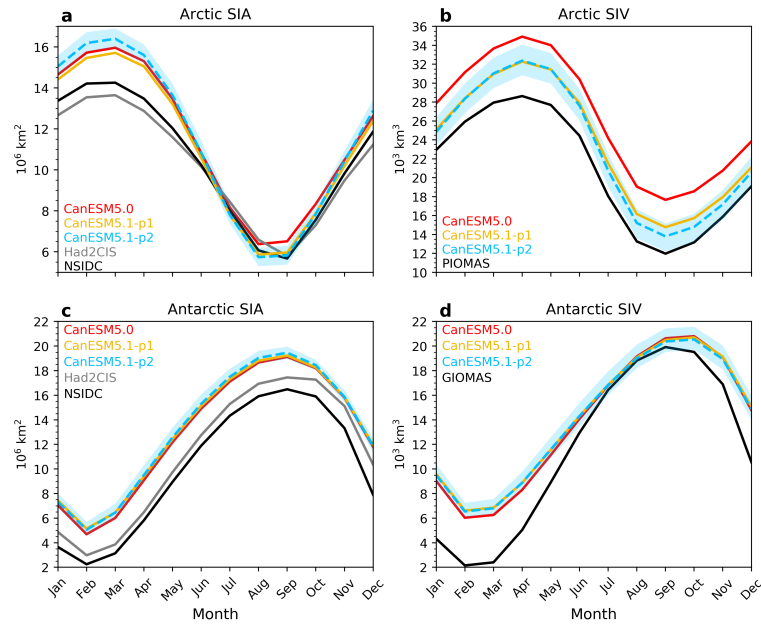 a
Arctic SIA
16
14
12
10
8
6
10⁶ km²
CanESM5.0
CanESM5.1-p1
CanESM5.1-p2
Had2CIS
NSIDC
b
Arctic SIV
36
34
32
30
28
26
24
22
20
18
16
14
12
10
10³ km³
CanESM5.0
CanESM5.1-p1
CanESM5.1-p2
PIOMAS
c
Antarctic SIA
22
20
18
16
14
12
10
8
6
4
2
10⁶ km²
CanESM5.0
CanESM5.1-p1
CanESM5.1-p2
Had2CIS
NSIDC
Jan Feb Mar Apr May Jun Jul Aug Sep Oct Nov Dec
Month
d
Antarctic SIV
22
20
18
16
14
12
10
8
6
4
2
10³ km³
CanESM5.0
CanESM5.1-p1
CanESM5.1-p2
GIOMAS
Jan Feb Mar Apr May Jun Jul Aug Sep Oct Nov Dec
Month